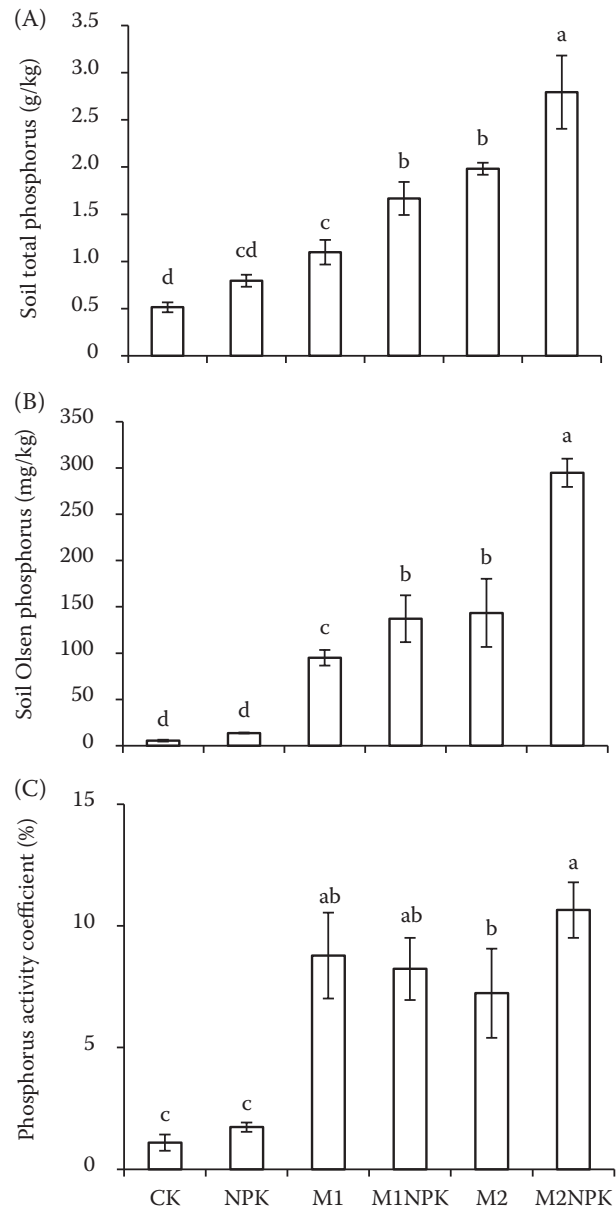 (A)
Soil total phosphorus (g/kg)
3.5
3.0
2.5
2.0
1.5
1.0
0.5
0
d
cd
c
b
b
a
(B)
Soil Olsen phosphorus (mg/kg)
350
300
250
200
150
100
50
0
d
d
c
b
b
a
(C)
Phosphorus activity coefficient (%)
15
10
5
0
c
c
ab
ab
b
a
CK NPK M1 M1NPK M2 M2NPK